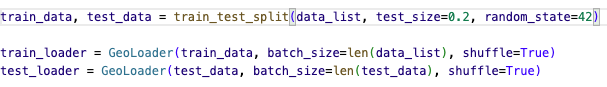 train_data, test_data = train_test_split(data_list, test_size=0.2, random_state=42)
train_loader = GeoLoader(train_data, batch_size=len(data_list), shuffle=True)
test_loader = GeoLoader(test_data, batch_size=len(test_data), shuffle=True)